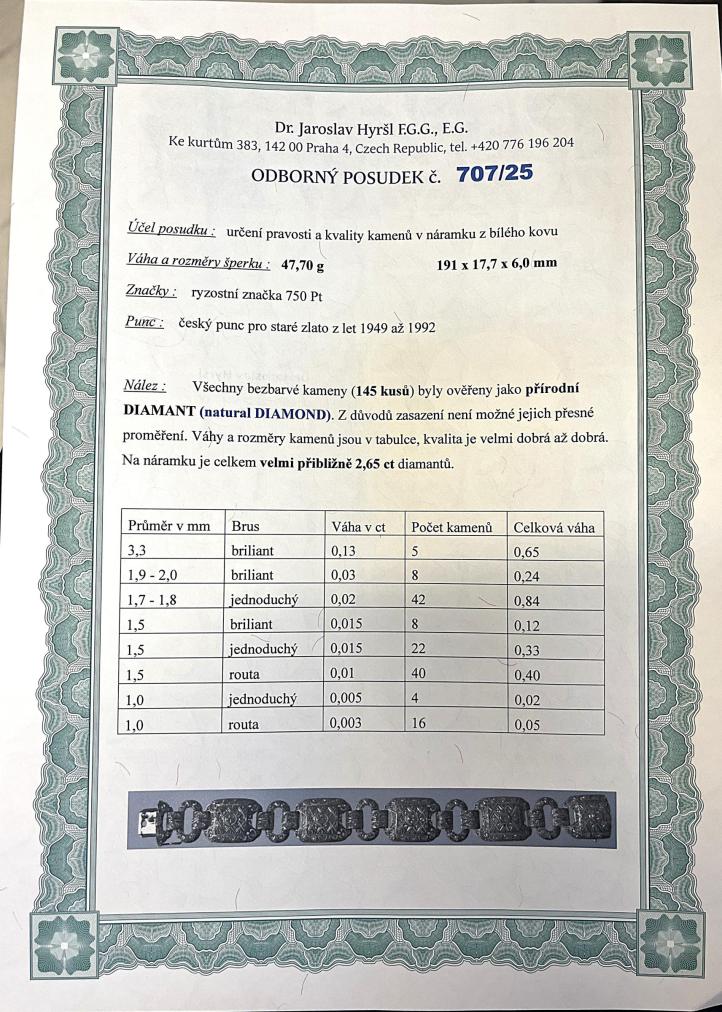 Dr. Jaroslav Hyršl F.G.G., E.G.
Ke kurtům 383, 142 00 Praha 4, Czech Republic, tel. +420 776 196 204
ODBORNÝ POSUDEK č. 707/25
Účel posudku : určení pravosti a kvality kamenů v náramku z bílého kovu
Váha a rozměry šperku : 47,70 g 191 x 17,7 x 6,0 mm
Značky : ryzostní značka 750 Pt
Punc : český punc pro staré zlato z let 1949 až 1992
Nález : Všechny bezbarvé kameny (145 kusů) byly ověřeny jako přírodní
DIAMANT (natural DIAMOND). Z důvodů zasazení není možné jejich přesné
proměření. Váhy a rozměry kamenů jsou v tabulce, kvalita je velmi dobrá až dobrá.
Na náramku je celkem velmi přibližně 2,65 ct diamantů.
Průměr v mm Brus Váha v ct Počet kamenů Celková váha
3,3 briliant 0,13 5 0,65
1,9 - 2,0 briliant 0,03 8 0,24
1,7 - 1,8 jednoduchý 0,02 42 0,84
1,5 briliant 0,015 8 0,12
1,5 jednoduchý 0,015 22 0,33
1,5 routa 0,01 40 0,40
1,0 jednoduchý 0,005 4 0,02
1,0 routa 0,003 16 0,05